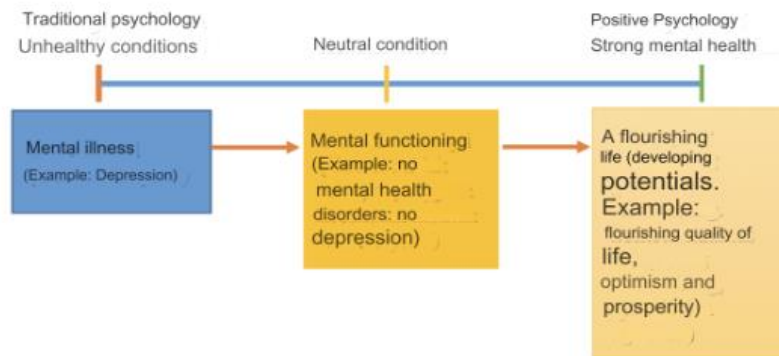 Traditional psychology
Unhealthy conditions
Neutral condition
Positive Psychology
Strong mental health
Mental illness
(Example: Depression)
Mental functioning
(Example: no
mental health
disorders: no
depression)
A flourishing
life (developing
potentials.
Example:
flourishing quality of
life,
optimism and
prosperity)